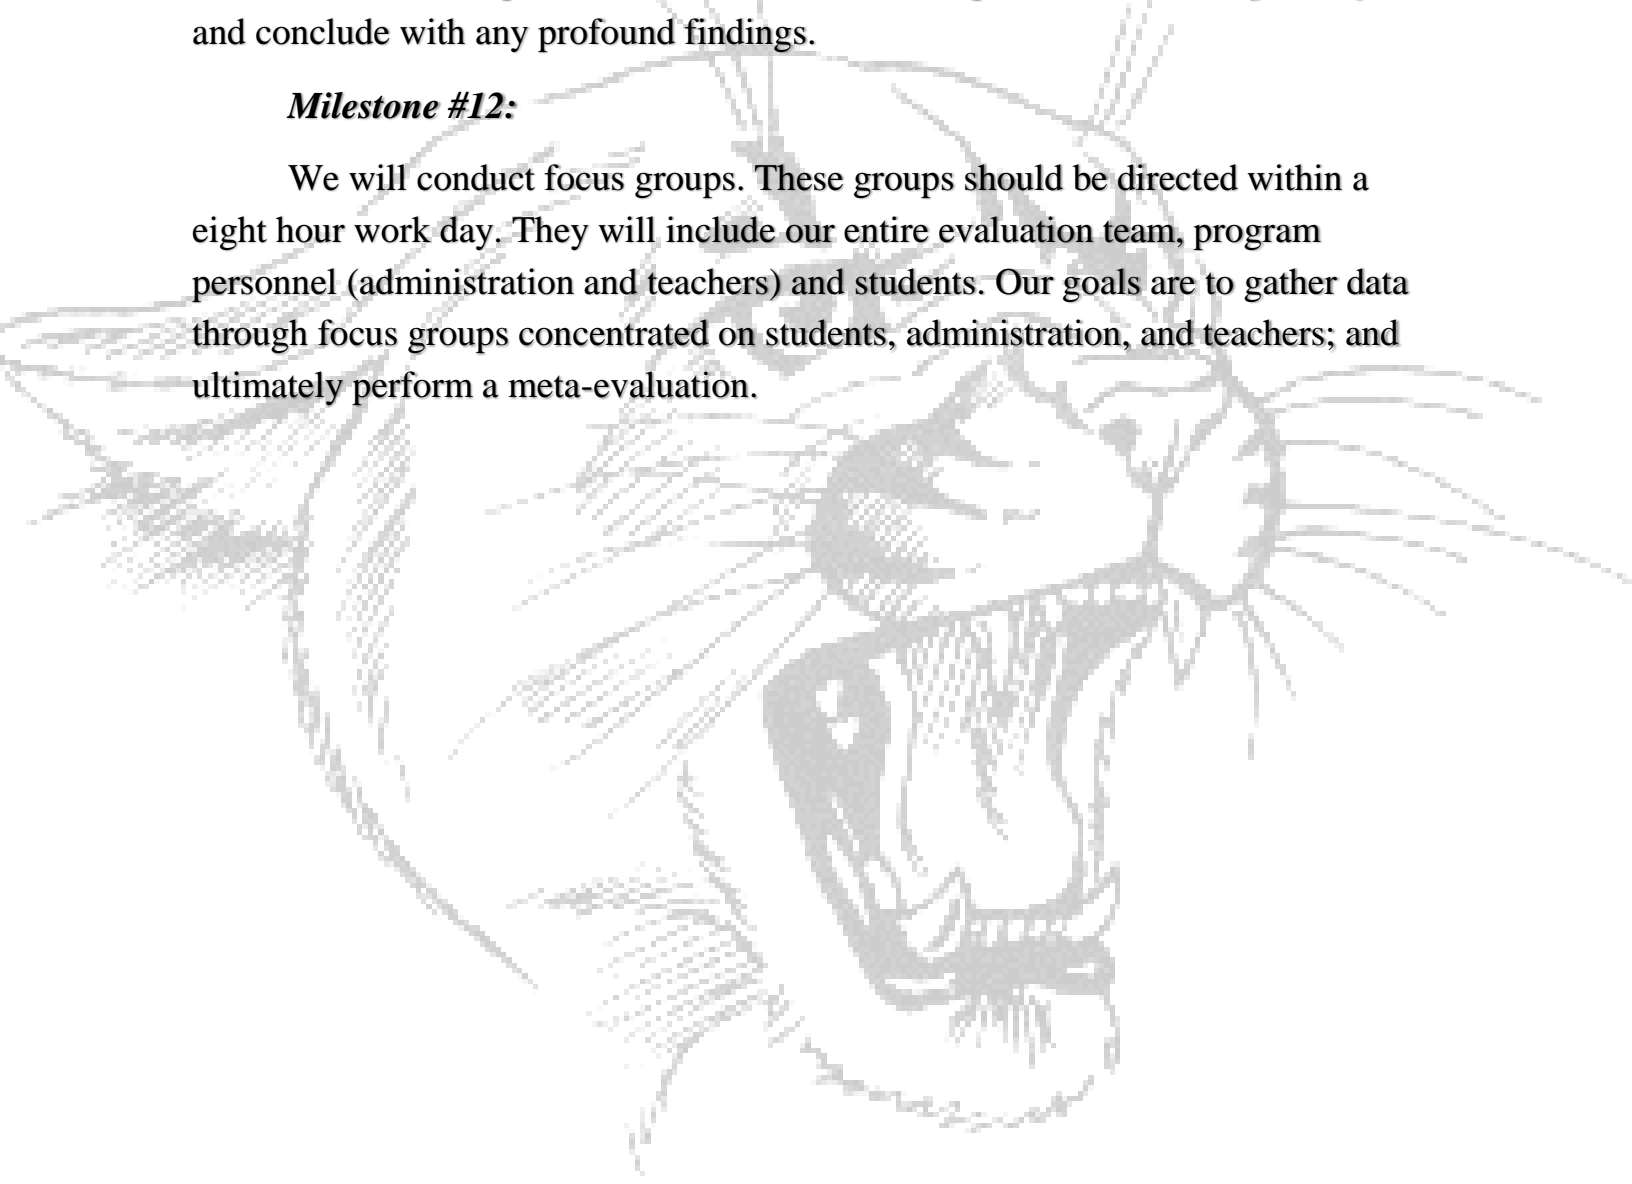 and conclude with any profound findings.
Milestone #12:
We will conduct focus groups. These groups should be directed within a
eight hour work day. They will include our entire evaluation team, program
personnel (administration and teachers) and students. Our goals are to gather data
through focus groups concentrated on students, administration, and teachers; and
ultimately perform a meta-evaluation.